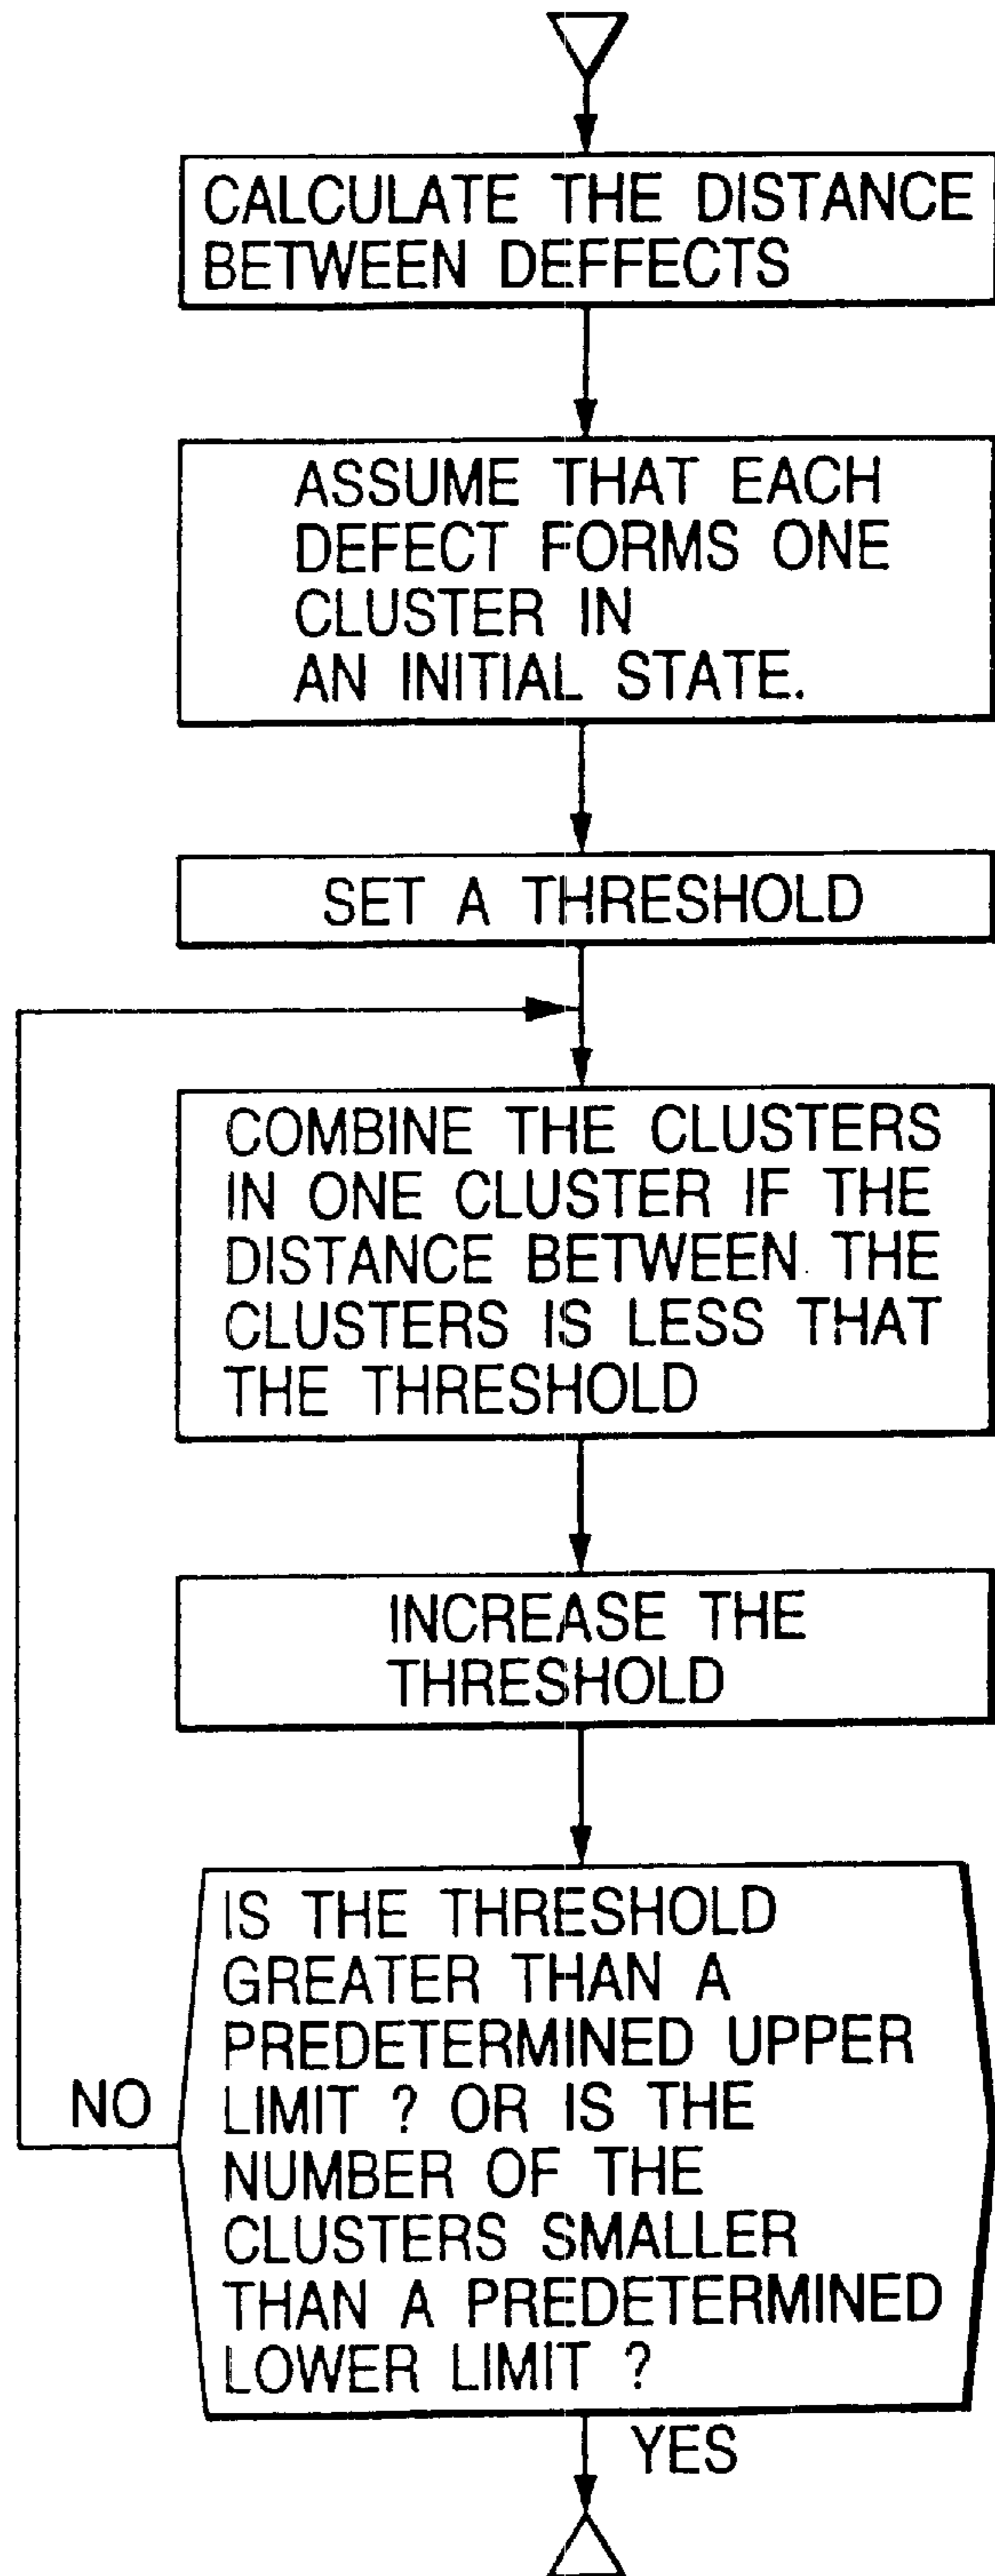 CALCULATE THE DISTANCE
BETWEEN DEFFECTS
ASSUME THAT EACH
DEFECT FORMS ONE
CLUSTER IN
AN INITIAL STATE.
SET A THRESHOLD
COMBINE THE CLUSTERS
IN ONE CLUSTER IF THE
DISTANCE BETWEEN THE
CLUSTERS IS LESS THAT
THE THRESHOLD
INCREASE THE
THRESHOLD
IS THE THRESHOLD
GREATER THAN A
PREDETERMINED UPPER
LIMIT ? OR IS THE
NUMBER OF THE
CLUSTERS SMALLER
THAN A PREDETERMINED
LOWER LIMIT ?
NO
YES